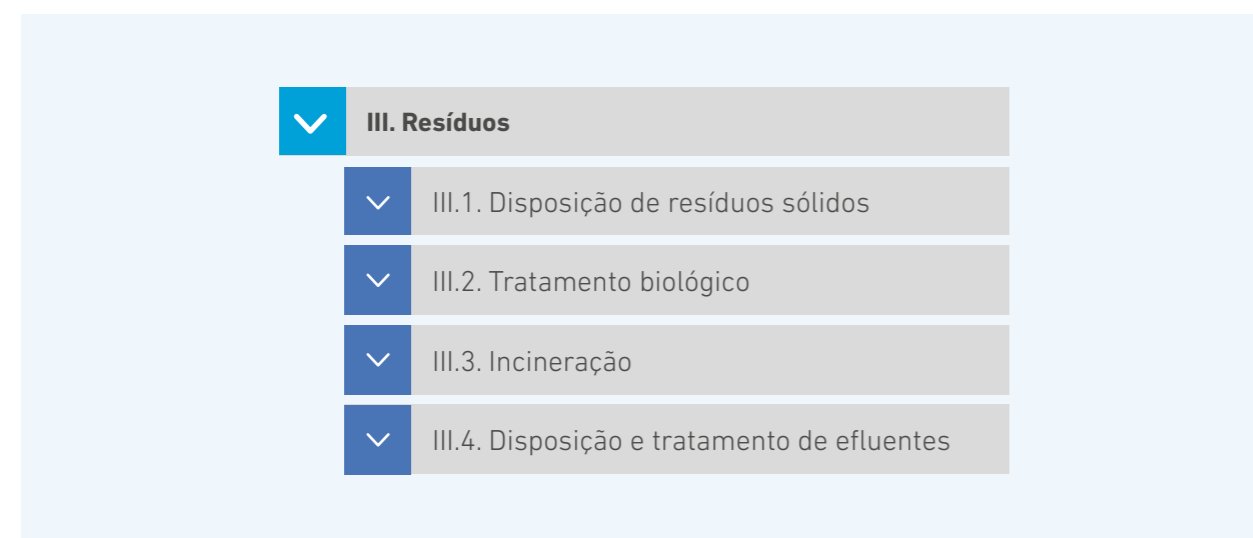 III. Resíduos
III.1. Disposição de resíduos sólidos
III.2. Tratamento biológico
III.3. Incineração
III.4. Disposição e tratamento de efluentes